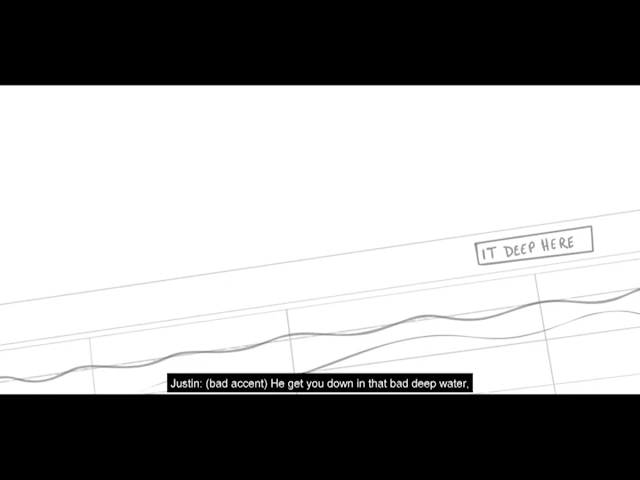 IT DEEP HERE
Justin: (bad accent) He get you down in that bad deep water,